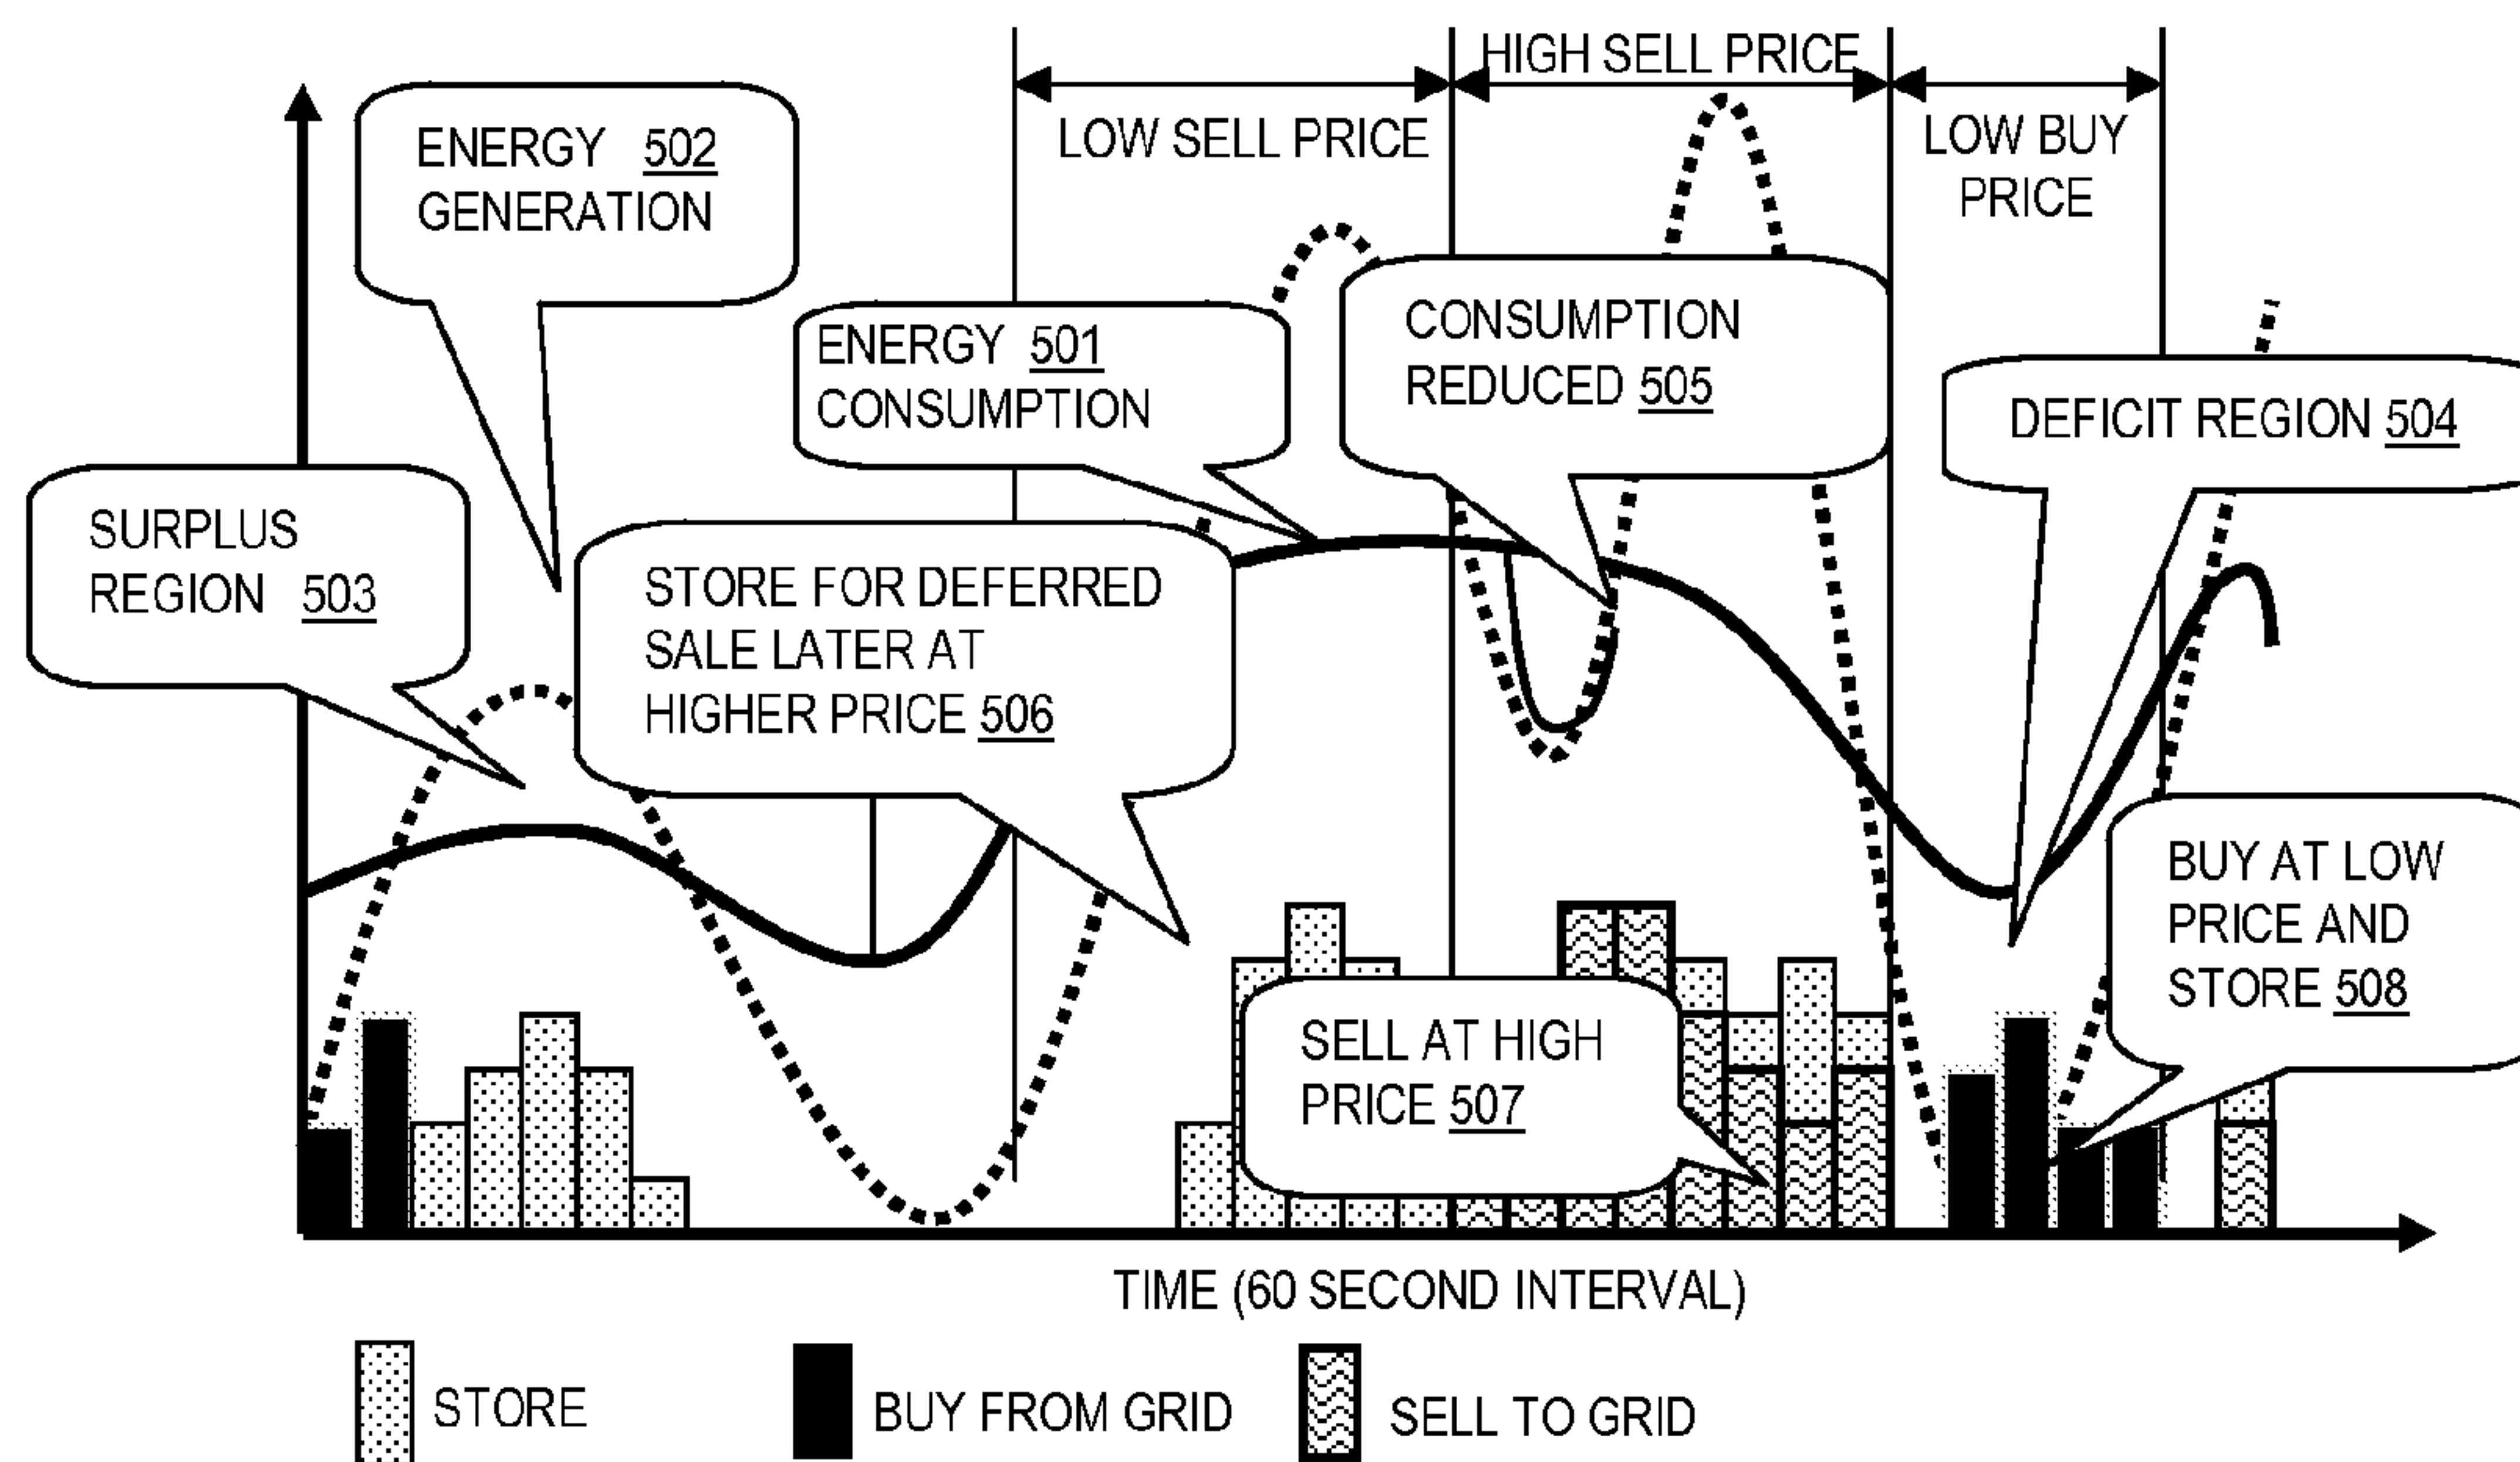 HIGH SELL PRICE
LOW SELL PRICE
LOW BUY
PRICE
ENERGY 502
GENERATION
ENERGY 501
CONSUMPTION
CONSUMPTION
REDUCED 505
DEFICIT REGION 504
SURPLUS
REGION 503
STORE FOR DEFERRED
SALE LATER AT
HIGHER PRICE 506
BUY AT LOW
PRICE AND
STORE 508
SELL AT HIGH
PRICE 507
TIME (60 SECOND INTERVAL)
STORE
BUY FROM GRID
SELL TO GRID